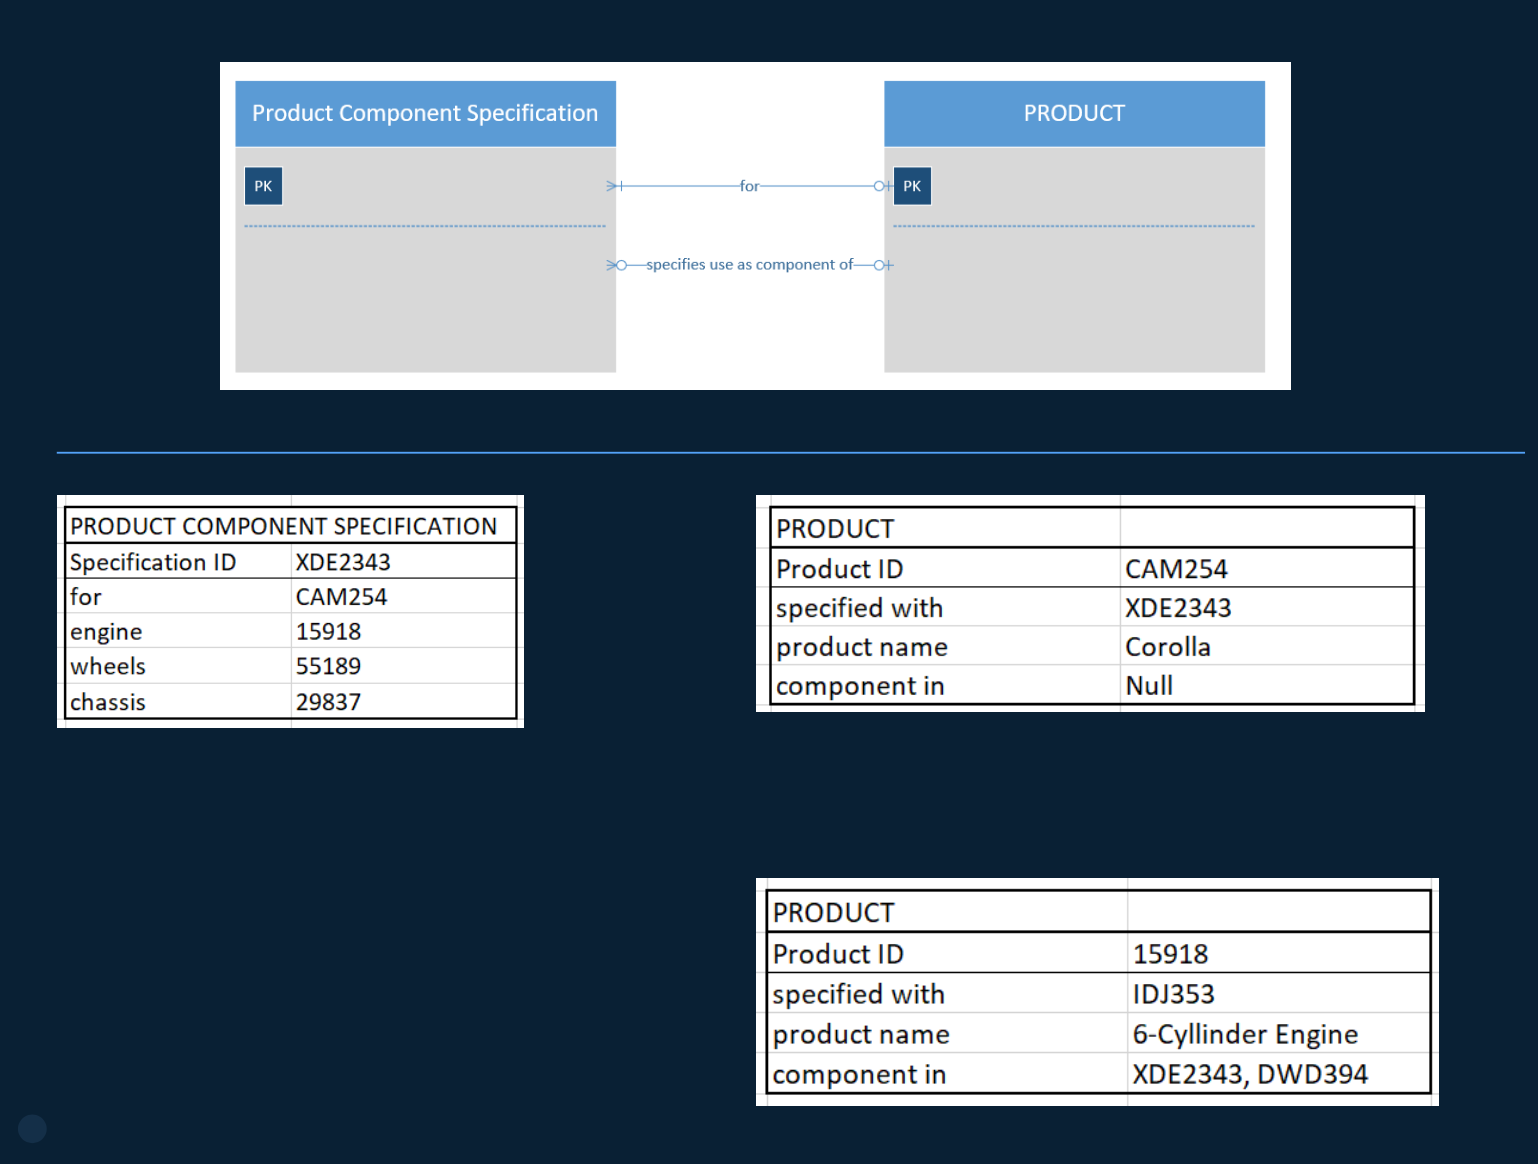 Product Component Specification
PRODUCT
PK
for
PK
specifies use as component of
PRODUCT COMPONENT SPECIFICATION
Specification ID XDE2343
for CAM254
engine 15918
wheels 55189
chassis 29837
PRODUCT
Product ID CAM254
specified with XDE2343
product name Corolla
component in Null
PRODUCT
Product ID 15918
specified with IDJ353
product name 6-Cyllinder Engine
component in XDE2343, DWD394